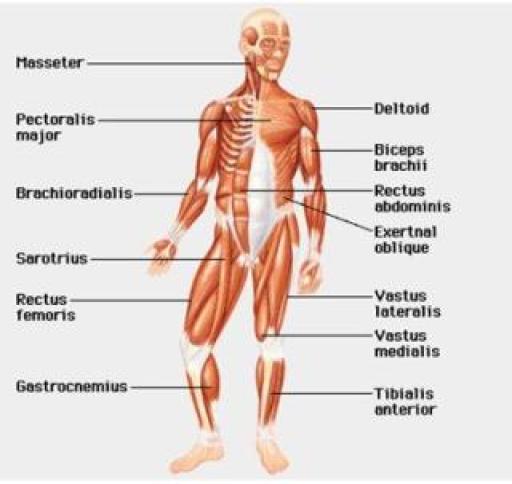 Masseter
Pectoralis
major
Brachioradialis
Sarotrius
Rectus
femoris
Gastrocnemius
Deltoid
Biceps
brachii
Rectus
abdominis
Exertnal
oblique
Vastus
lateralis
Vastus
medialis
Tibialis
anterior